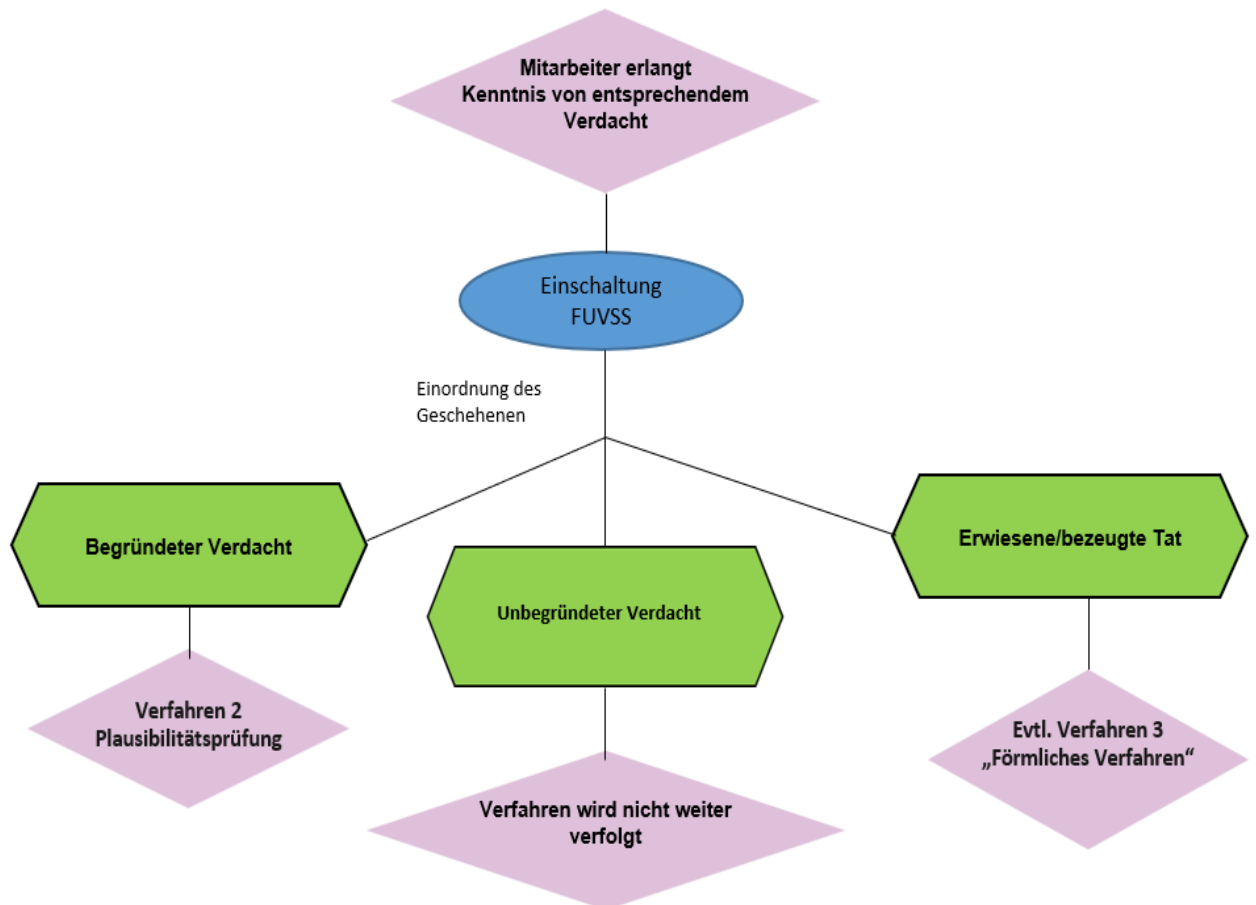 Mitarbeiter erlangt
Kenntnis von entsprechendem
Verdacht
Einschaltung
FUVSS
Einordnung des
Geschehenen
Begründeter Verdacht
Unbegründeter Verdacht
Erwiesene/bezeugte Tat
Verfahren 2
Plausibilitätsprüfung
Verfahren wird nicht weiter
verfolgt
Evtl. Verfahren 3
„Förmliches Verfahren“